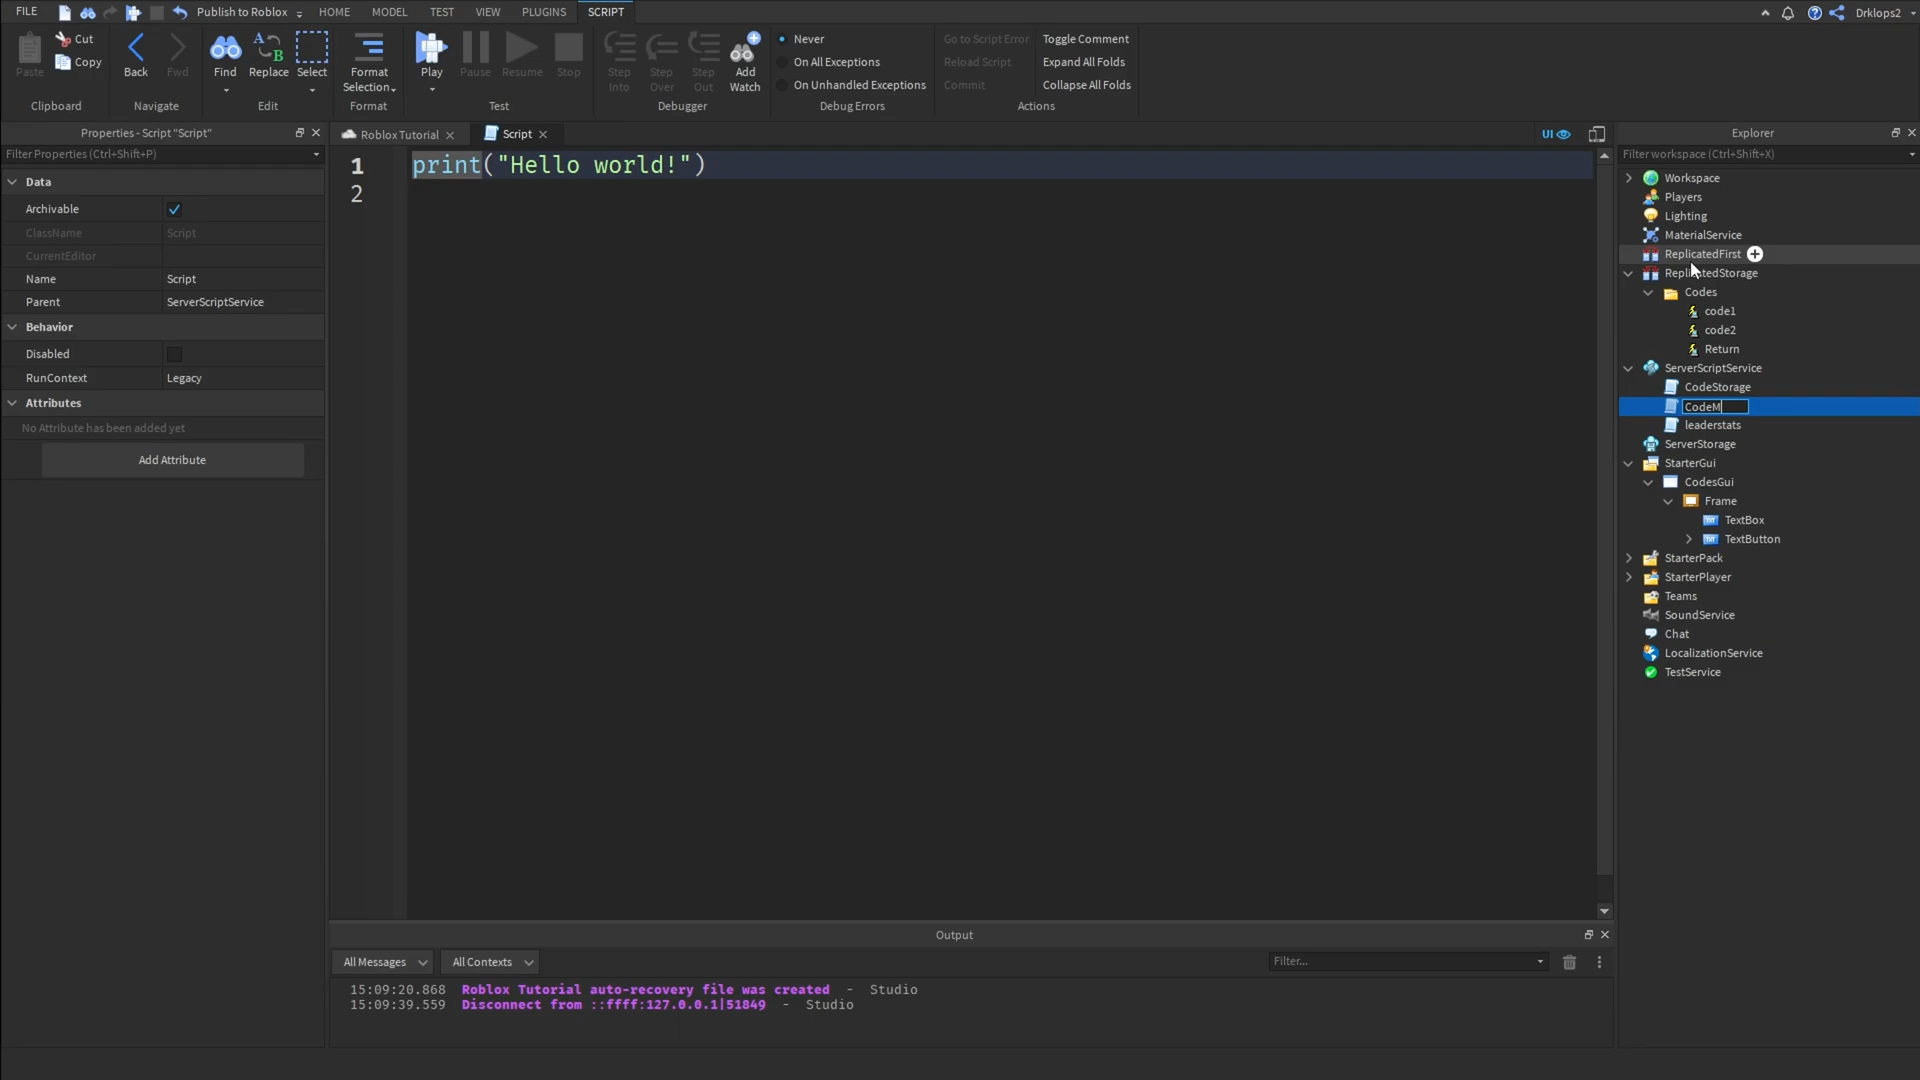 FILE
Publish to Roblox
HOME
MODEL
TEST
VIEW
PLUGINS
SCRIPT
Drklops2
Paste
Cut
Copy
Clipboard
Back
Fwd
Navigate
Find
Replace
Select
Edit
Format
Selection
Format
Play
Pause
Resume
Stop
Test
Step
Into
Step
Over
Step
Out
Add
Watch
Debugger
Never
On All Exceptions
On Unhandled Exceptions
Debug Errors
Go to Script Error
Reload Script
Commit
Toggle Comment
Expand All Folds
Collapse All Folds
Actions
Properties - Script "Script"
Filter Properties (Ctrl+Shift+P)
Data
Archivable
ClassName Script
CurrentEditor
Name Script
Parent ServerScriptService
Behavior
Disabled
RunContext Legacy
Attributes
No Attribute has been added yet
Add Attribute
Roblox Tutorial
Script
UI
1 print("Hello world!")
2
Output
All Messages
All Contexts
Filter...
15:09:20.868 Roblox Tutorial auto-recovery file was created - Studio
15:09:39.559 Disconnect from ::ffff:127.0.0.1|51849 - Studio
Explorer
Filter workspace (Ctrl+Shift+X)
Workspace
Players
Lighting
MaterialService
ReplicatedFirst
ReplicatedStorage
Codes
code1
code2
Return
ServerScriptService
CodeStorage
CodeM
leaderstats
ServerStorage
StarterGui
CodesGui
Frame
TextBox
TextButton
StarterPack
StarterPlayer
Teams
SoundService
Chat
LocalizationService
TestService